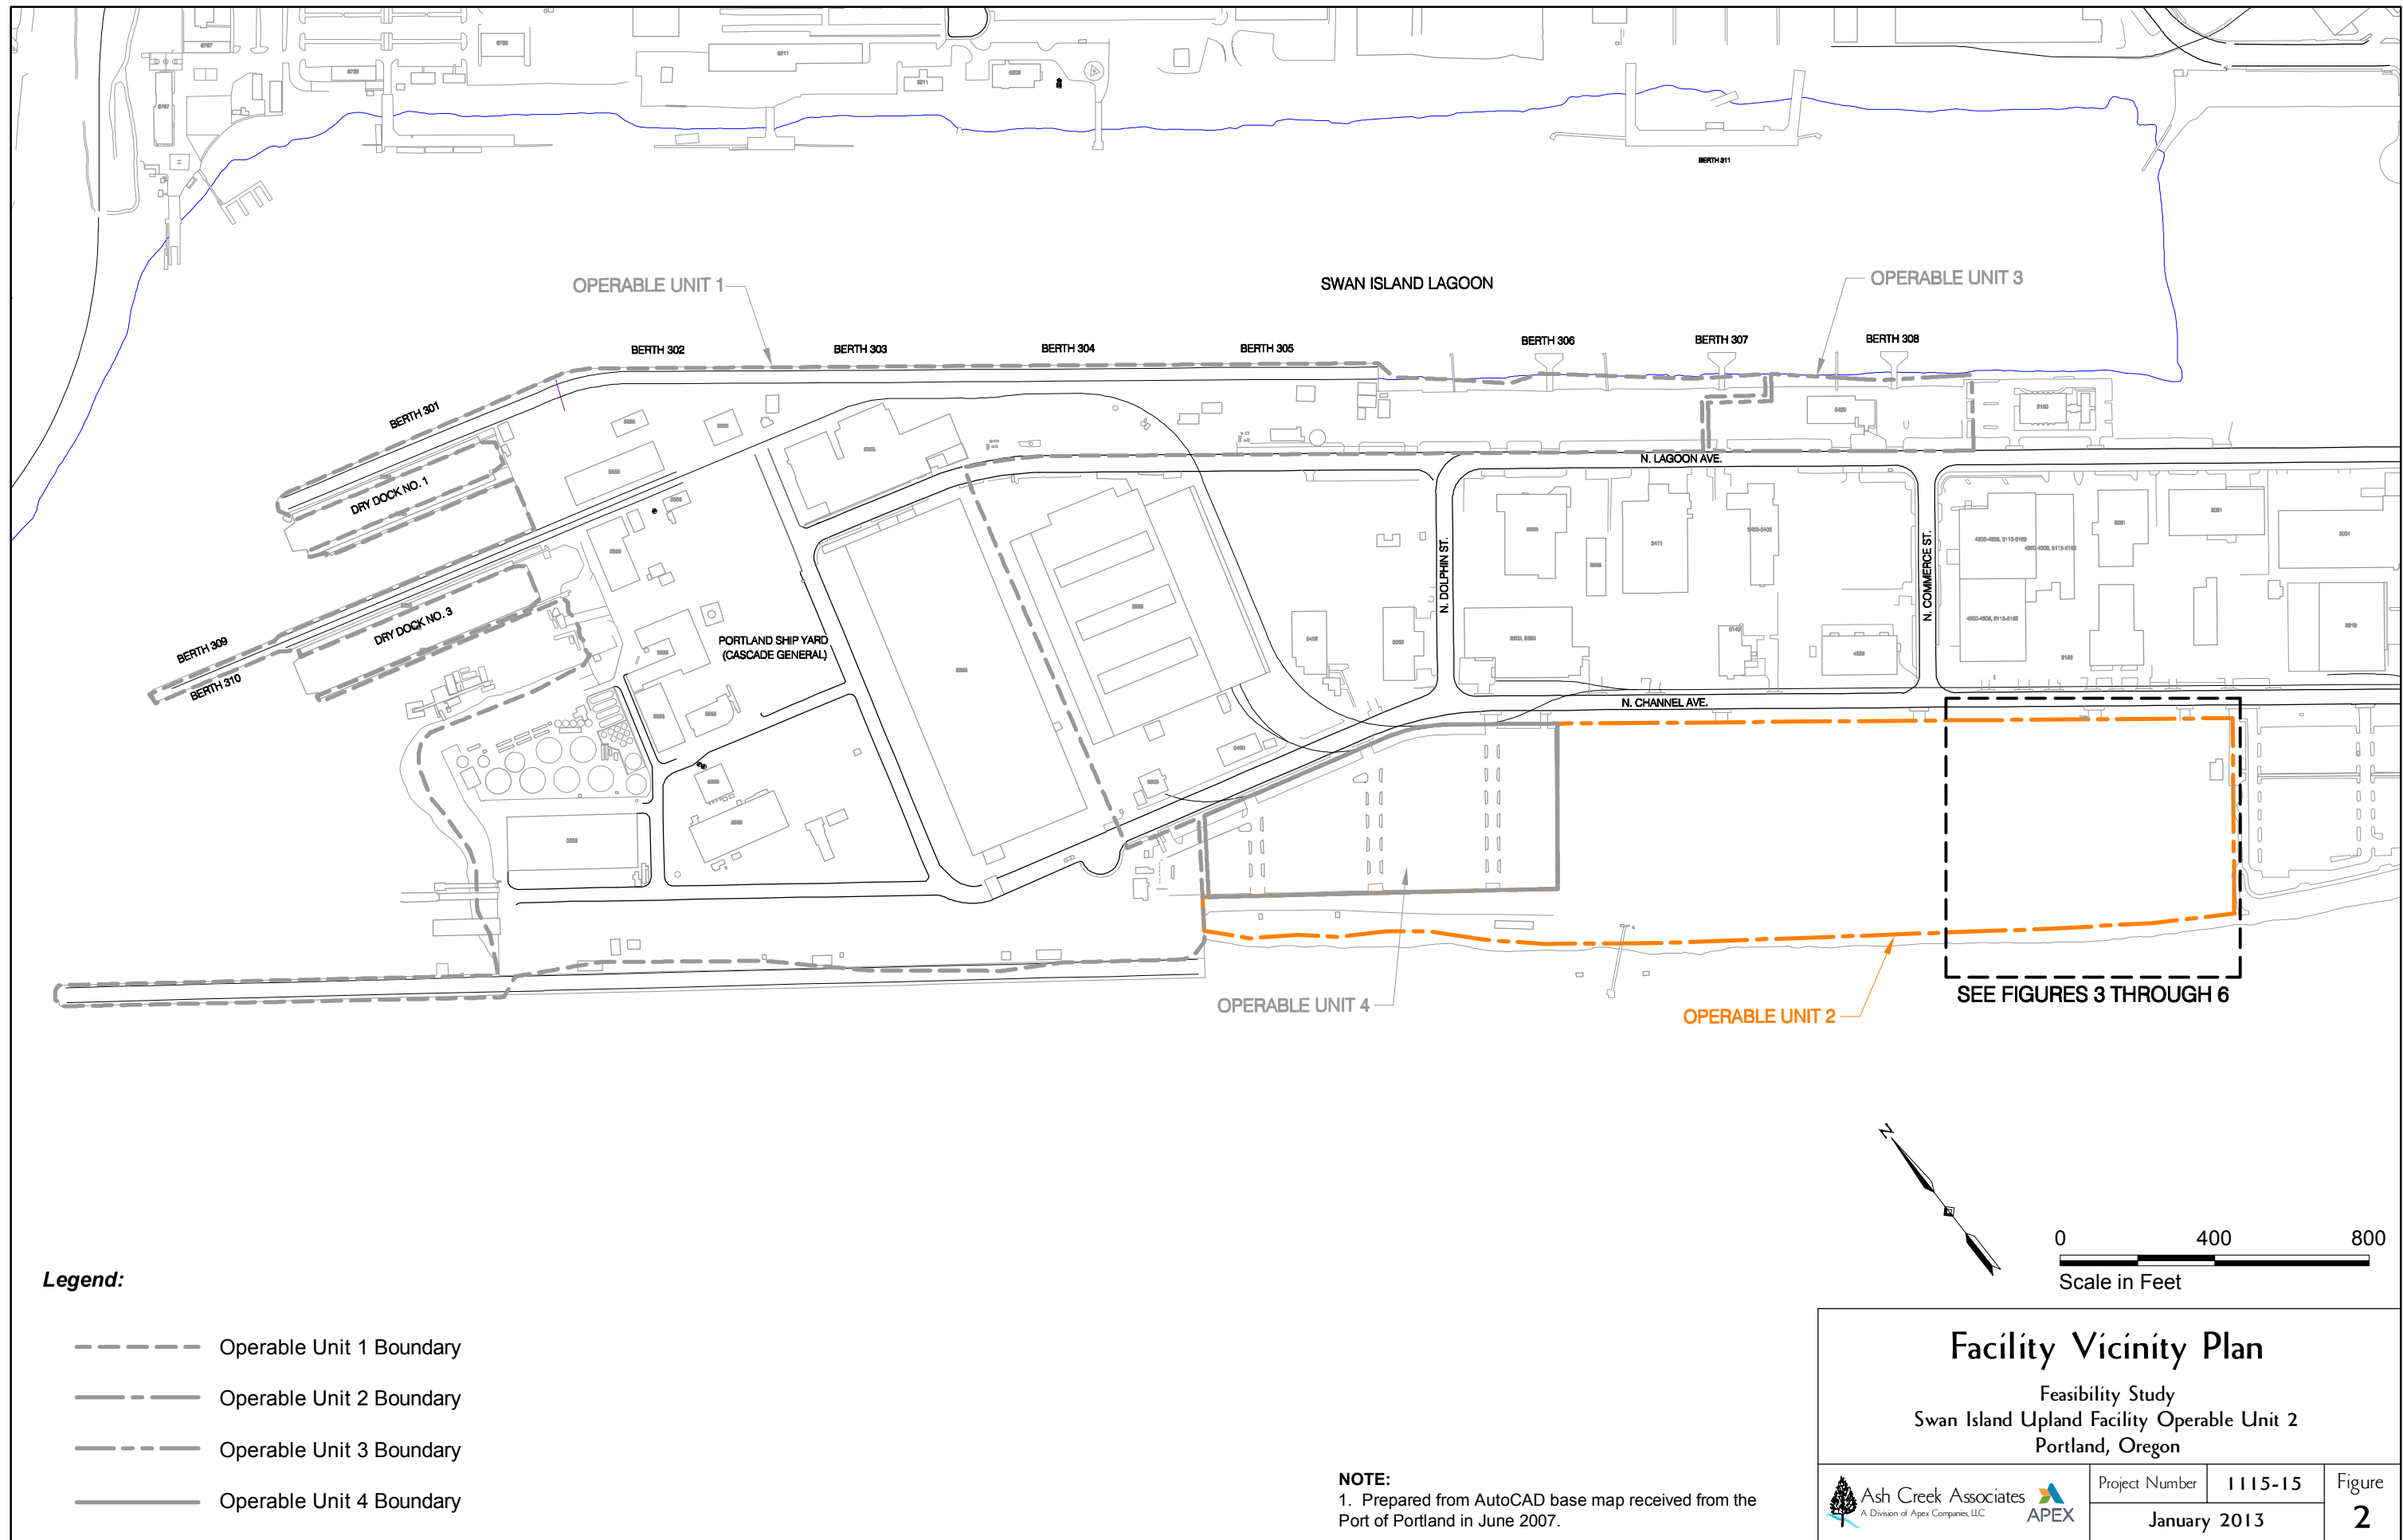 BERTH 311
OPERABLE UNIT 1
SWAN ISLAND LAGOON
OPERABLE UNIT 3
BERTH 302
BERTH 303
BERTH 304
BERTH 305
BERTH 306
BERTH 307
BERTH 308
BERTH 301
DRY DOCK NO. 1
N. LAGOON AVE.
N. DOLPHIN ST.
N. COMMERCE ST.
BERTH 309
BERTH 310
DRY DOCK NO. 3
PORTLAND SHIP YARD
(CASCADE GENERAL)
N. CHANNEL AVE.
OPERABLE UNIT 4
OPERABLE UNIT 2
SEE FIGURES 3 THROUGH 6
N
0 400 800
Scale in Feet
Legend:
Operable Unit 1 Boundary
Operable Unit 2 Boundary
Operable Unit 3 Boundary
Operable Unit 4 Boundary
NOTE:
1. Prepared from AutoCAD base map received from the
Port of Portland in June 2007.
Facility Vicinity Plan
Feasibility Study
Swan Island Upland Facility Operable Unit 2
Portland, Oregon
Ash Creek Associates
A Division of Apex Companies, LLC
APEX
Project Number 1115-15
January 2013
Figure
2